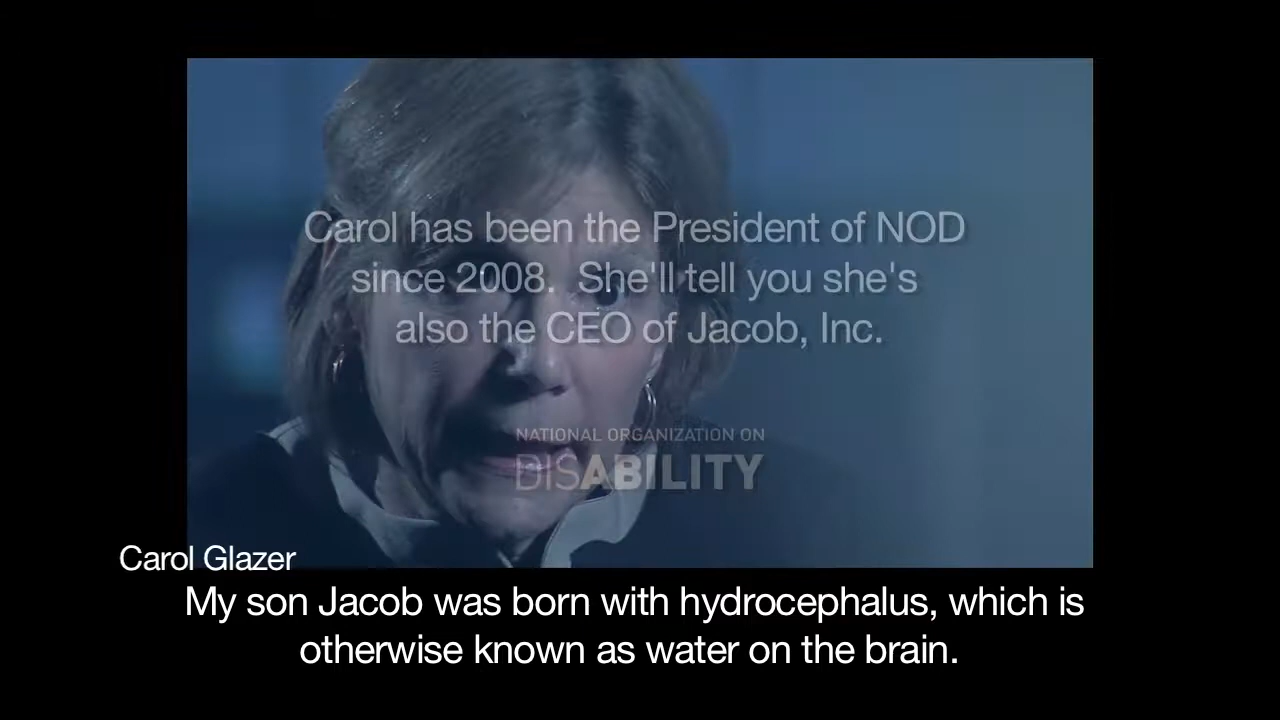 Carol has been the President of NOD
since 2008. She'll tell you she's
also the CEO of Jacob, Inc.
NATIONAL ORGANIZATION ON
DISABILITY
Carol Glazer
My son Jacob was born with hydrocephalus, which is
otherwise known as water on the brain.